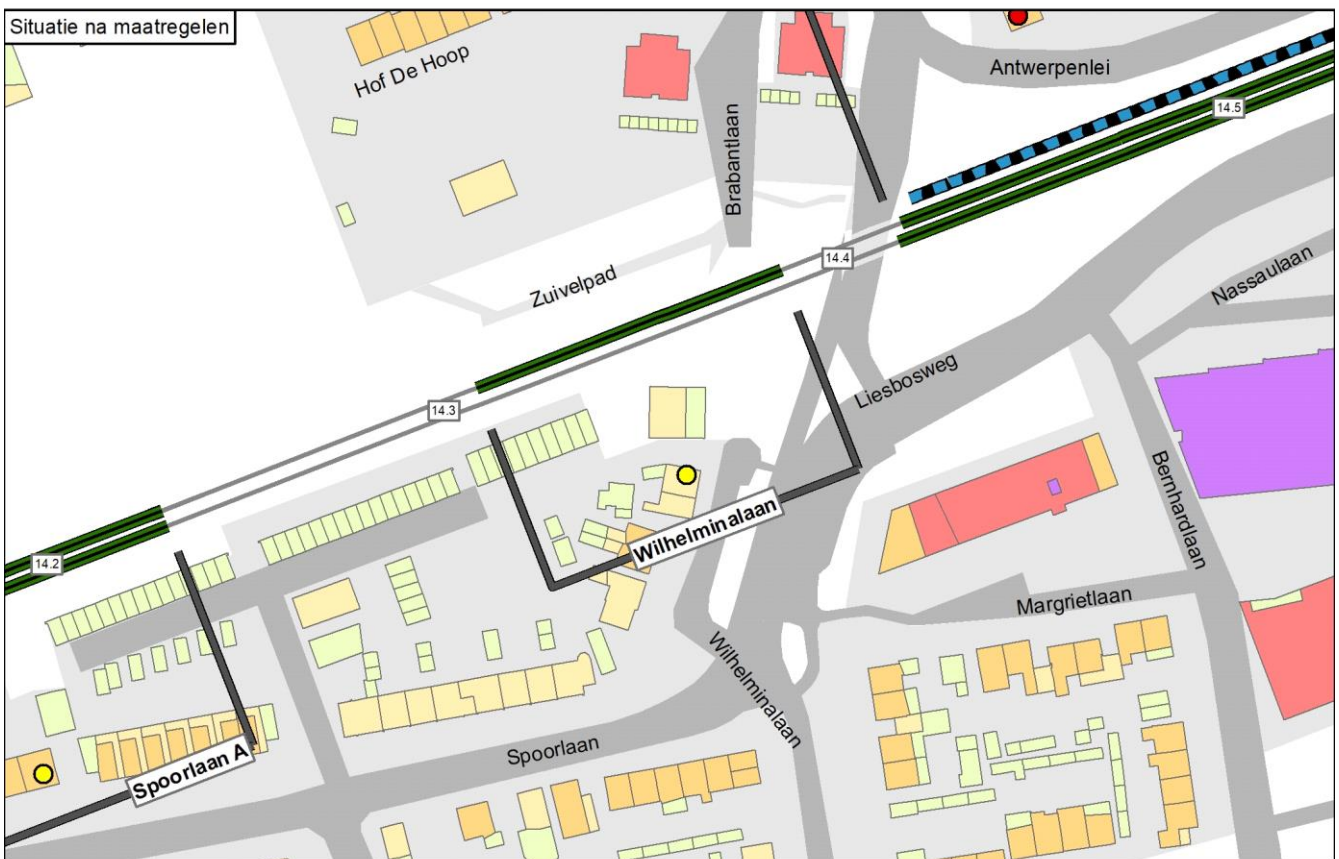 Situatie na maatregelen
Hof De Hoop
Antwerpenlei
14.5
Brabantlaan
14.4
Nassaulaan
Zuivelpad
Liesbosweg
14.3
Bernhardlaan
Wilhelminalaan
14.2
Margrietlaan
Wilhelminalaan
Spoorlaan
Spoorlaan A